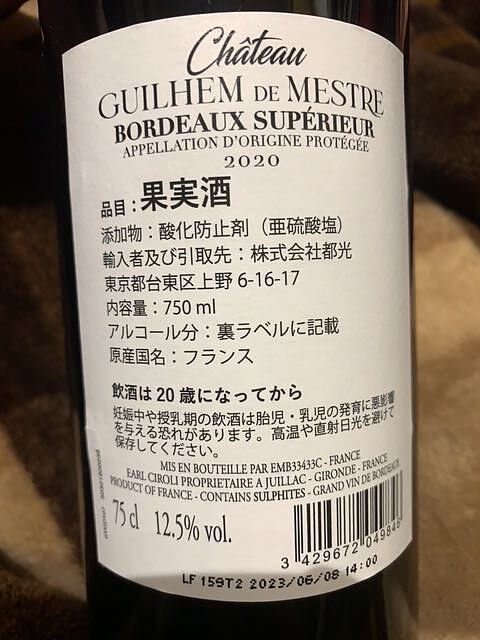 Château
GUILHEM DE MESTRE
BORDEAUX SUPÉRIEUR
APPELLATION D'ORIGINE PROTÉGÉE
2020
品目：果実酒
添加物：酸化防止剤（亜硫酸塩）
輸入者及び引取先：株式会社都光
東京都台東区上野 6-16-17
内容量：750 ml
アルコール分：裏ラベルに記載
原産国名：フランス
飲酒は 20 歳になってから
妊娠中や授乳期の飲酒は胎児・乳児の発育に悪影響
を与える恐れがあります。高温や直射日光を避けて
保存してください。
MIS EN BOUTEILLE PAR EMB33433C - FRANCE
EARL CIROLI PROPRIETAIRE A JUILLAC - GIRONDE - FRANCE
PRODUCT OF FRANCE - CONTAINS SULPHITES - GRAND VIN DE BORDEAUX
75 cl 12.5% vol.
3 429672 049846
LF 159T2 2023/06/08 14:00